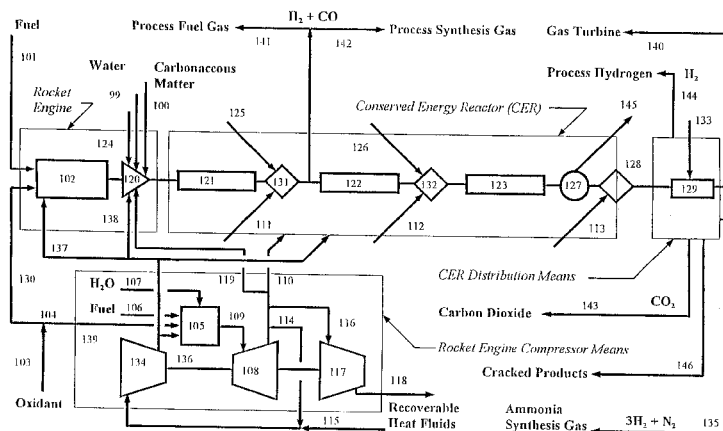 Fuel
H₂ + CO
Process Fuel Gas
Process Synthesis Gas
Gas Turbine
101
141
142
140
Water
Carbonaceous Matter
Process Hydrogen
H₂
Rocket Engine
99
100
125
Conserved Energy Reactor (CER)
145
144
133
124
126
128
102
120
121
131
122
132
123
127
129
138
111
112
113
137
130
119
110
CER Distribution Means
H₂O
107
Fuel
106
109
114
116
Carbon Dioxide
143
CO₂
104
105
139
134
136
108
117
Rocket Engine Compressor Means
103
118
Cracked Products
146
Oxidant
115
Recoverable Heat Fluids
Ammonia Synthesis Gas
3H₂ + N₂
135